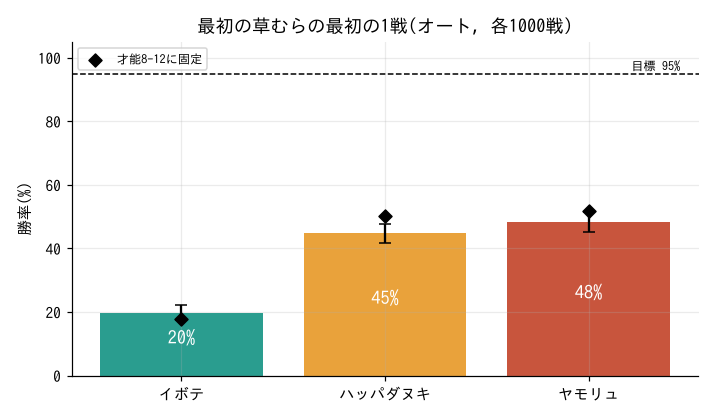 最初の草むらの最初の1戦(オート, 各1000戦)
才能8-12に固定
目標 95%
勝率(%)
100
80
60
40
20
0
20%
45%
48%
イボテ
ハッパダヌキ
ヤモリュ